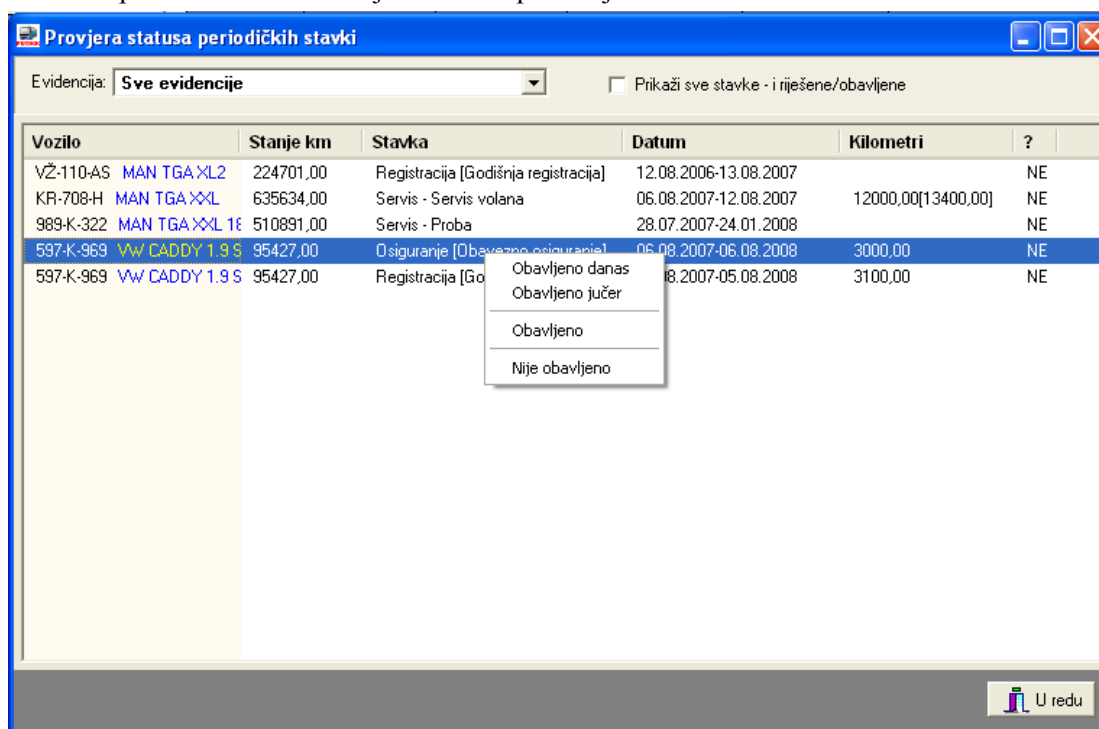 Provjera statusa periodičkih stavki
Evidencija: Sve evidencije Prikaži sve stavke - i riješene/obavljene
Vozilo Stanje km Stavka Datum Kilometri ?
VŽ-110-AS MAN TGA XL2 224701,00 Registracija [Godišnja registracija] 12.08.2006-13.08.2007 NE
KR-708-H MAN TGA XXL 635634,00 Servis - Servis volana 06.08.2007-12.08.2007 12000,00[13400,00] NE
989-K-322 MAN TGA XXL 18 510891,00 Servis - Proba 28.07.2007-24.01.2008 NE
597-K-969 VW CADDY 1.9 S 95427,00 Osiguranje [Obavezno osiguranje] 06.08.2007-06.08.2008 3000,00 NE
597-K-969 VW CADDY 1.9 S 95427,00 Registracija [Go 8.2007-05.08.2008 3100,00 NE
Obavljeno danas
Obavljeno jučer
Obavljeno
Nije obavljeno
U redu